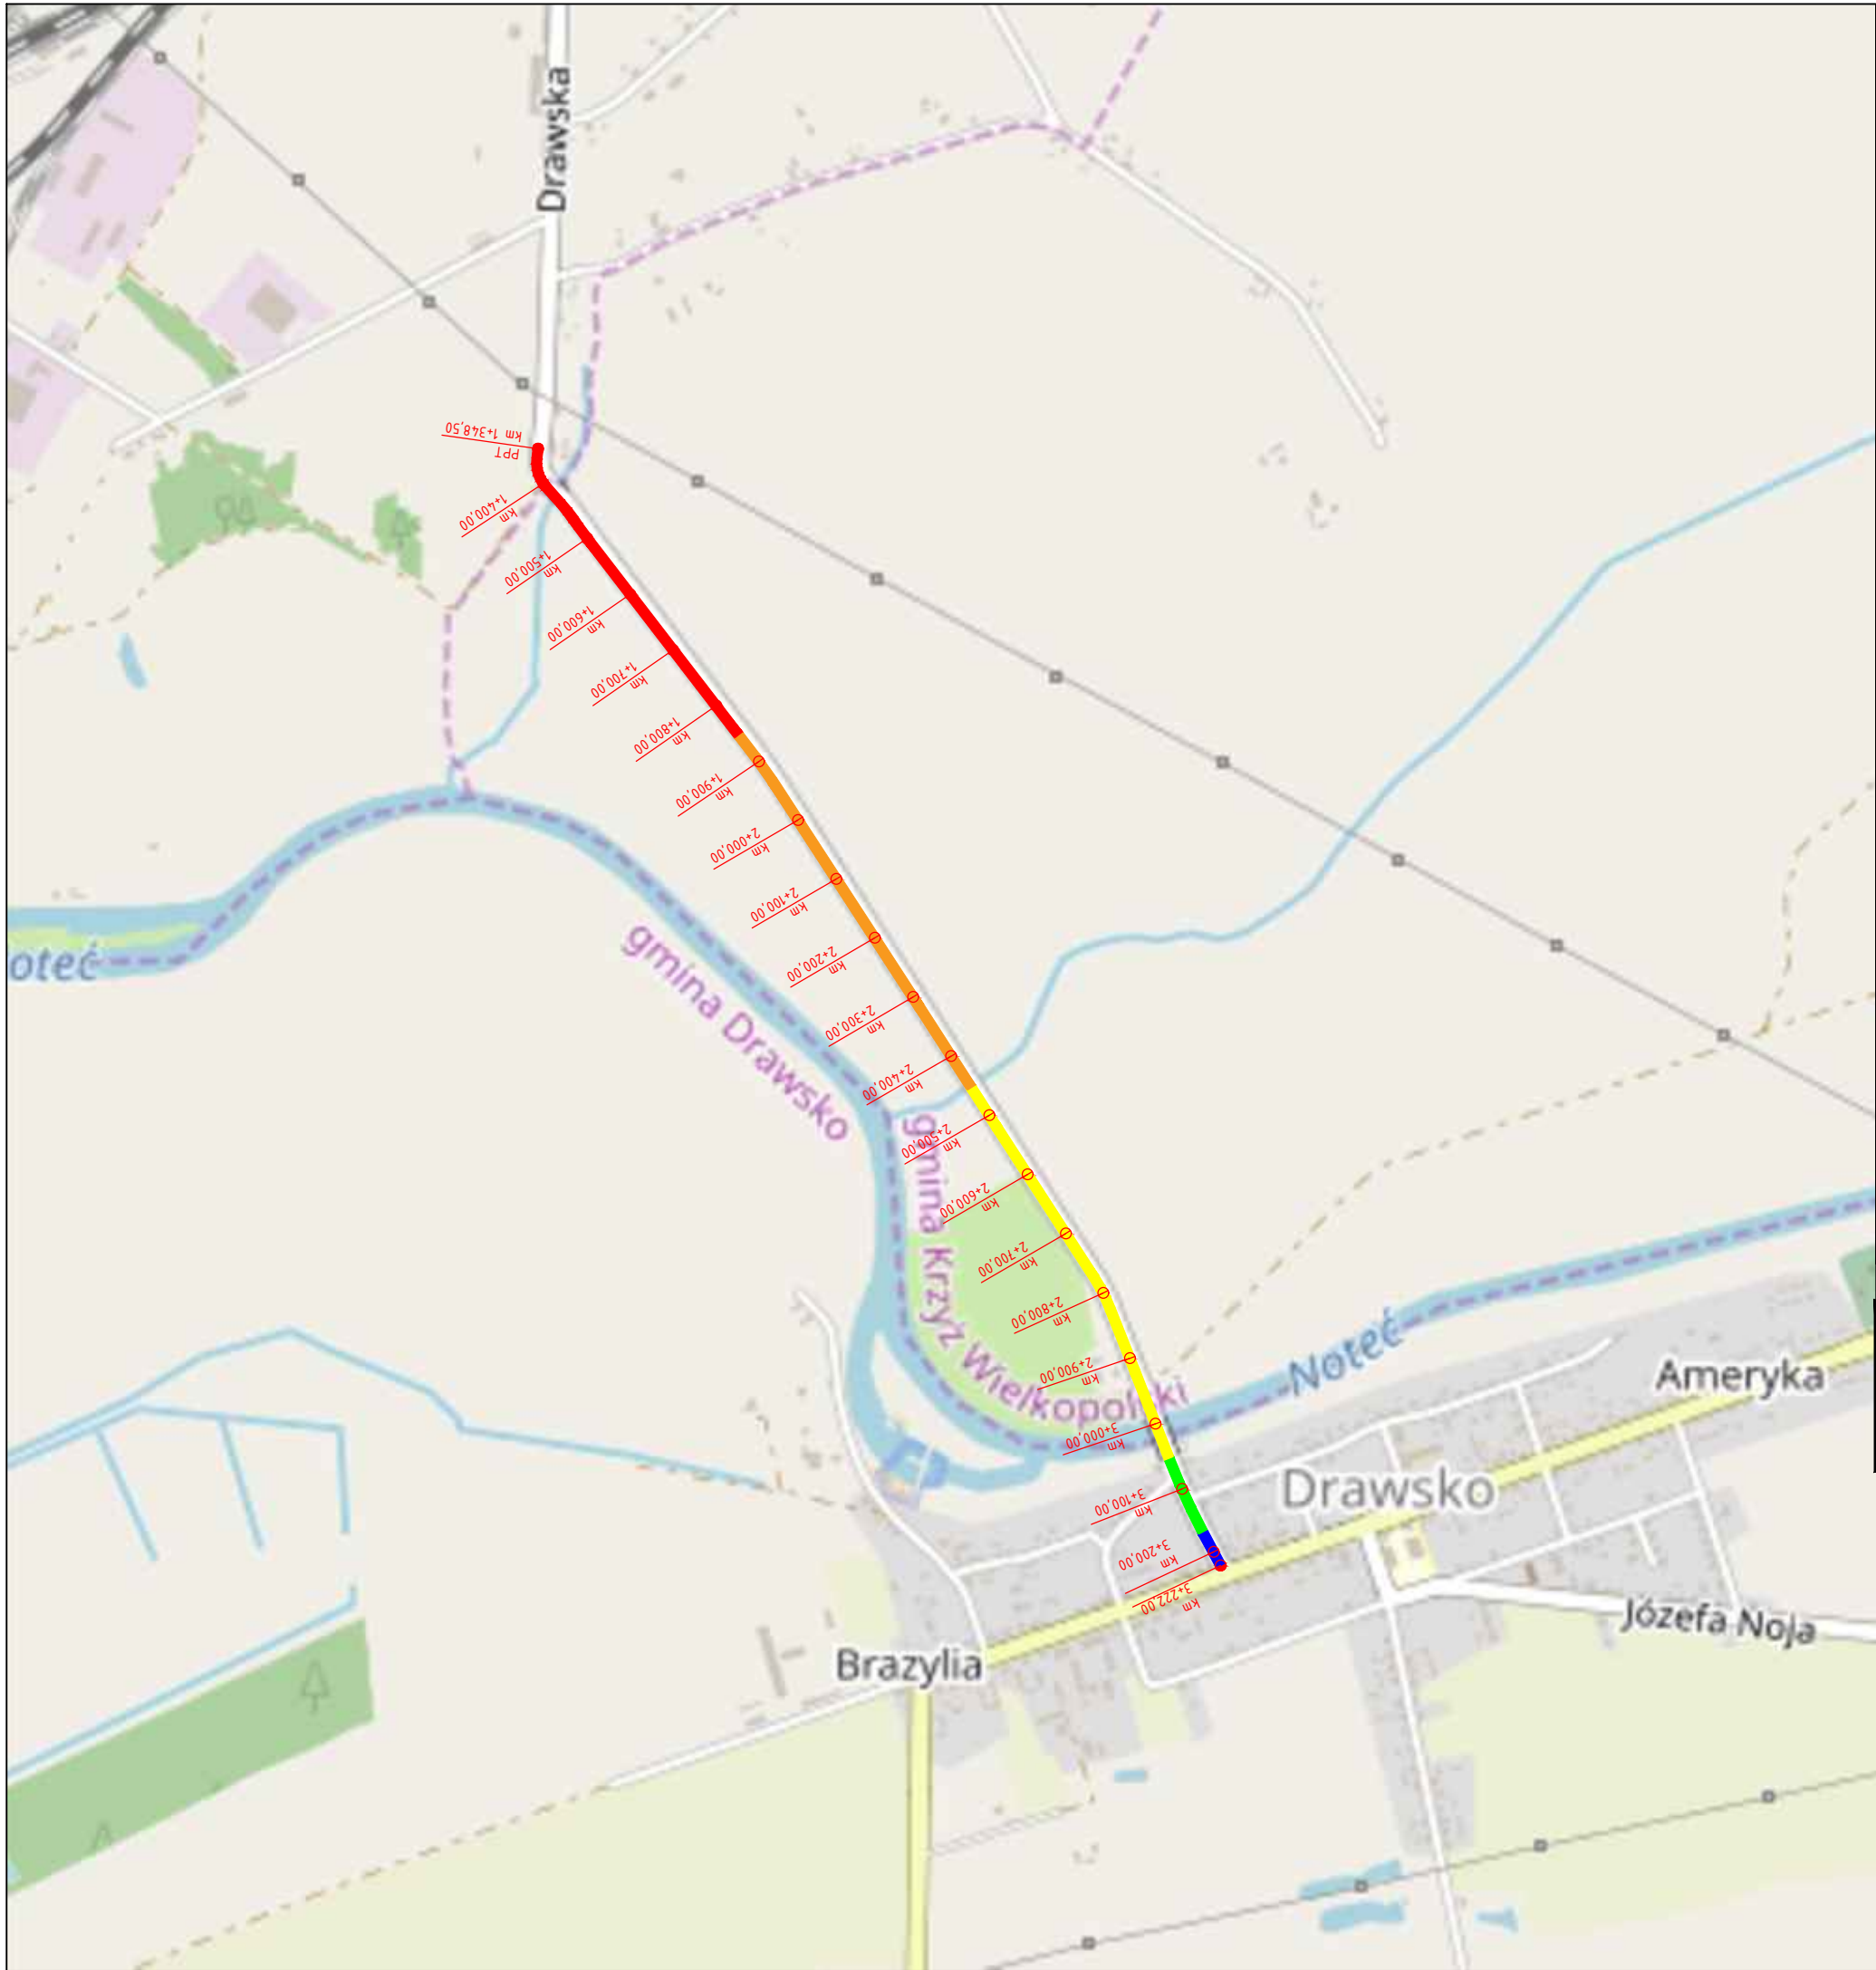 Drawska
km 1+348,50
PPT
km
1+400,00
km
1+500,00
km
1+600,00
km
1+700,00
km
1+800,00
km
1+900,00
km
2+000,00
km
2+100,00
km
2+200,00
oteć
gmina Drawsko
km
2+300,00
km
2+400,00
km
2+500,00
gmina Krzyż Wielkopolski
km
2+600,00
km
2+700,00
km
2+800,00
km
2+900,00
Noteć
Ameryka
km
3+000,00
Drawsko
km
3+100,00
km
3+200,00
km
3+222,00
Józefa Noja
Brazylia